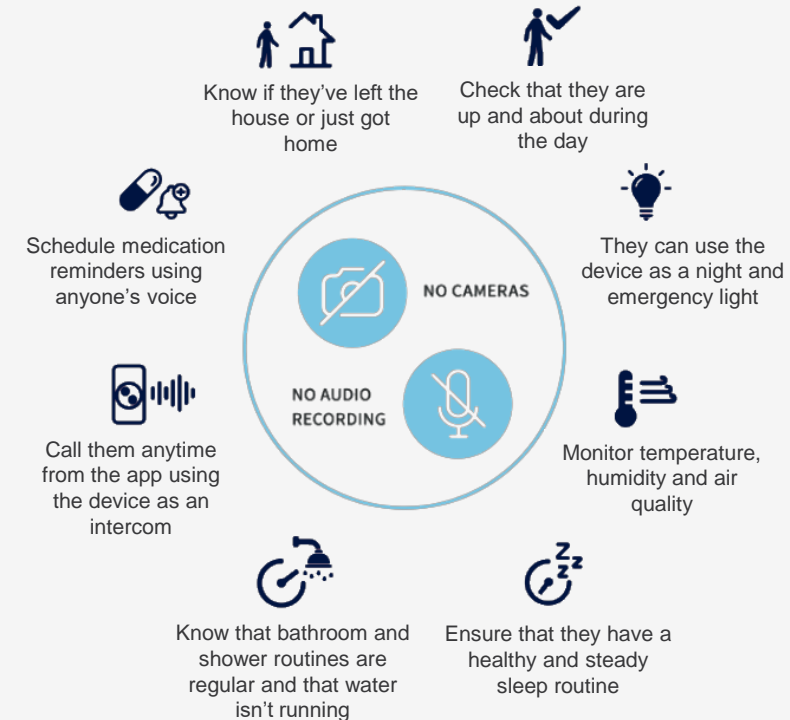 Know if they've left the
house or just got
home
Check that they are
up and about during
the day
Schedule medication
reminders using
anyone's voice
They can use the
device as a night and
emergency light
NO CAMERAS
NO AUDIO
RECORDING
Call them anytime
from the app using
the device as an
intercom
Monitor temperature,
humidity and air
quality
Know that bathroom and
shower routines are
regular and that water
isn't running
Ensure that they have a
healthy and steady
sleep routine